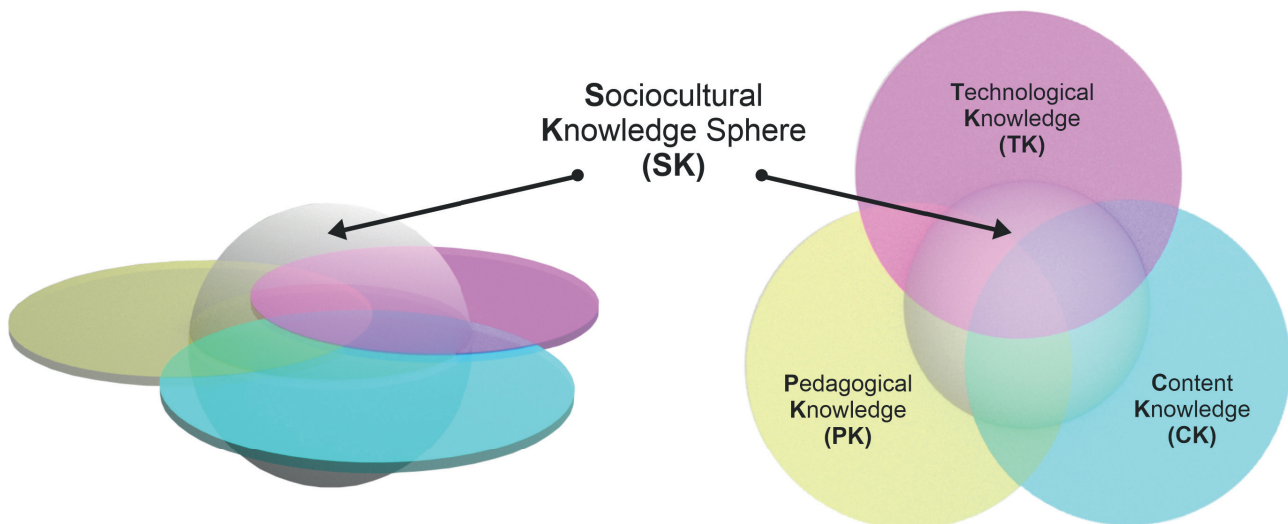 Sociocultural
Knowledge Sphere
(SK)
Technological
Knowledge
(TK)
Pedagogical
Knowledge
(PK)
Content
Knowledge
(CK)